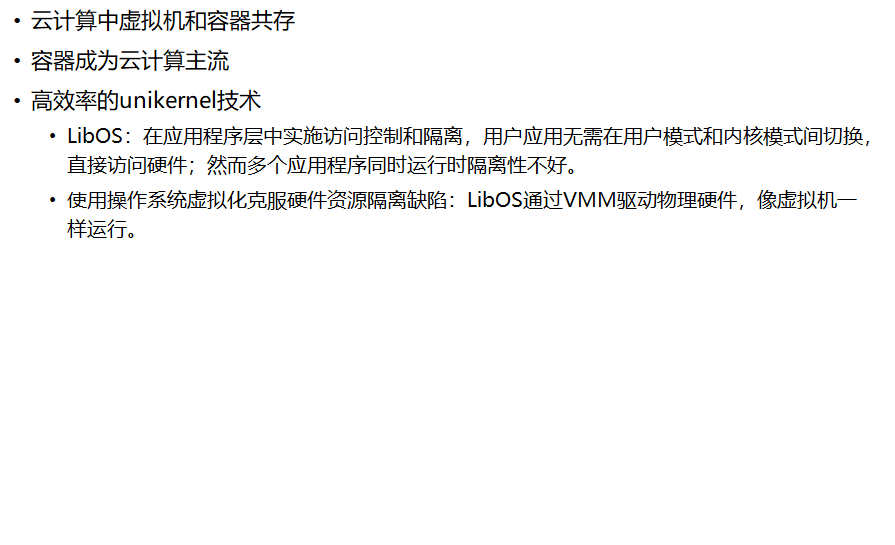 • 云计算中虚拟机和容器共存
• 容器成为云计算主流
• 高效率的unikernel技术
• LibOS：在应用程序层中实施访问控制和隔离，用户应用无需在用户模式和内核模式间切换，
直接访问硬件；然而多个应用程序同时运行时隔离性不好。
• 使用操作系统虚拟化克服硬件资源隔离缺陷：LibOS通过VMM驱动物理硬件，像虚拟机一
样运行。